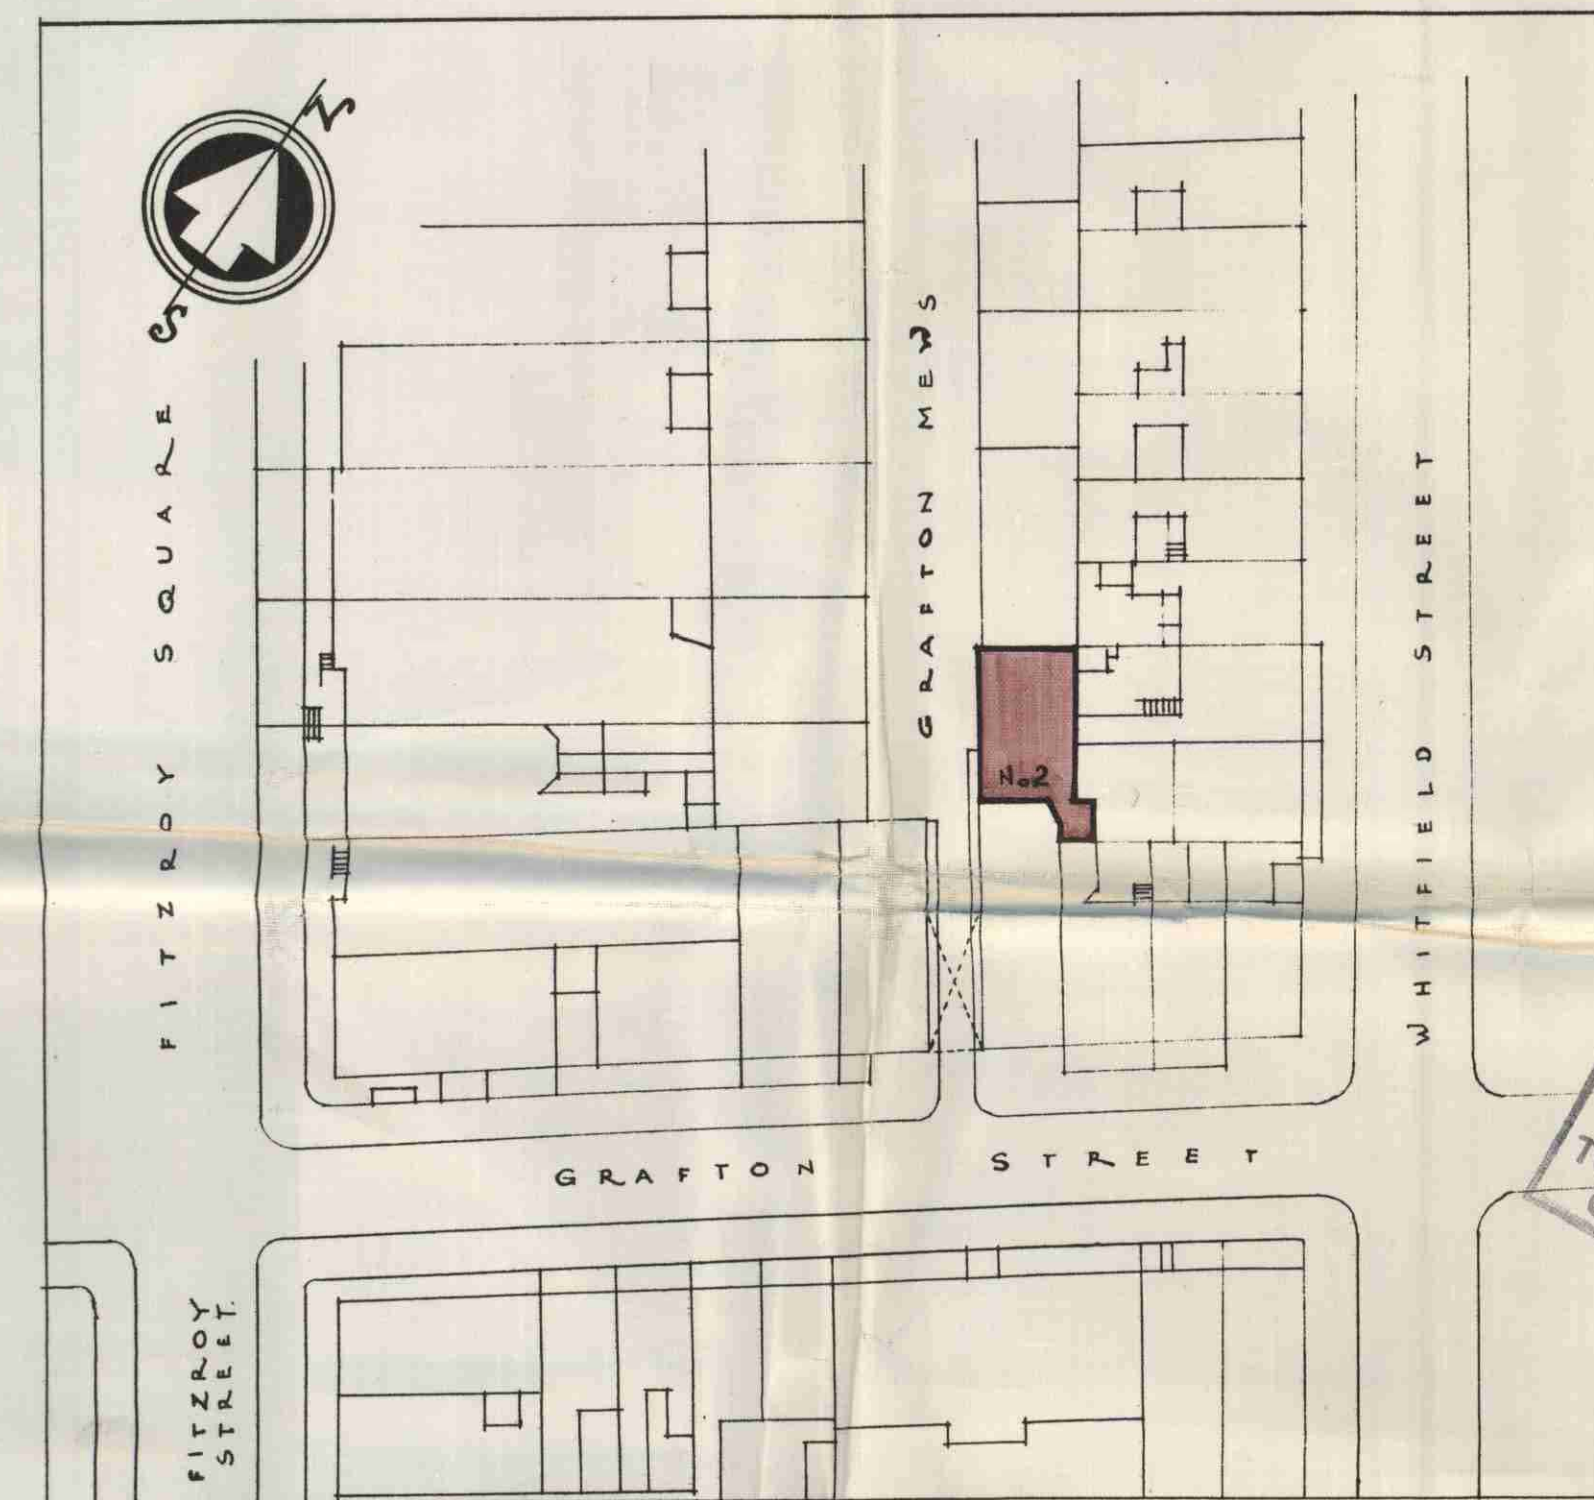 N
S
FITZROY SQUARE
GRAFTON MEWS
WHITFIELD STREET
No.2
GRAFTON STREET
FITZROY
STREET.